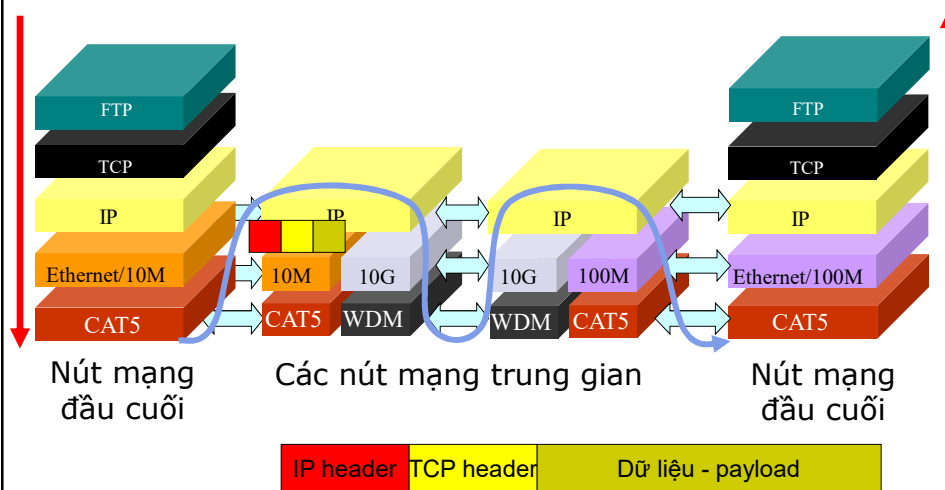 FTP
TCP
IP
Ethernet/10M
CAT5
IP
10M
10G
CAT5
WDM
IP
10G
100M
WDM
CAT5
FTP
TCP
IP
Ethernet/100M
CAT5
Nút mạng
đầu cuối
Các nút mạng trung gian
Nút mạng
đầu cuối
IP header
TCP header
Dữ liệu - payload